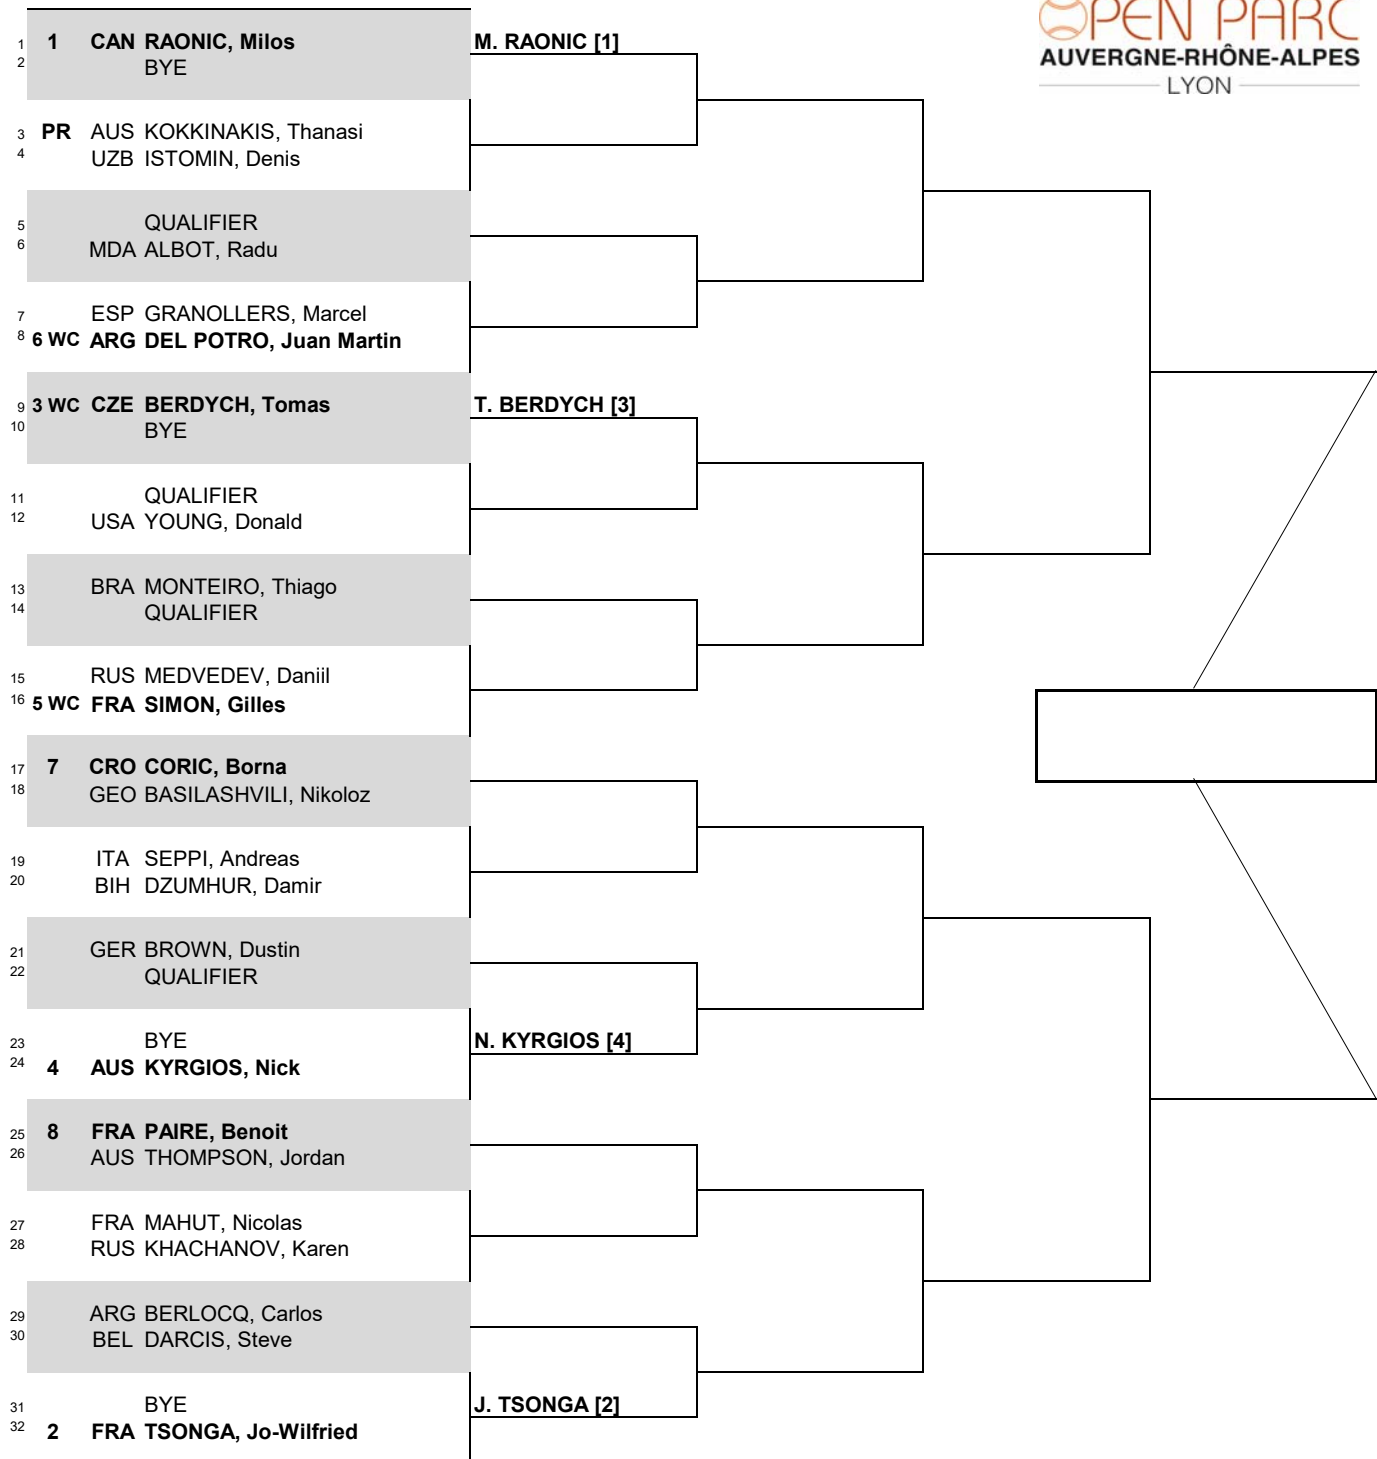 OPEN PARC
AUVERGNE-RHÔNE-ALPES
LYON
1 1 CAN RAONIC, Milos M. RAONIC [1]
2 BYE
3 PR AUS KOKKINAKIS, Thanasi
4 UZB ISTOMIN, Denis
5 QUALIFIER
6 MDA ALBOT, Radu
7 ESP GRANOLLERS, Marcel
8 6 WC ARG DEL POTRO, Juan Martin
9 3 WC CZE BERDYCH, Tomas T. BERDYCH [3]
10 BYE
11 QUALIFIER
12 USA YOUNG, Donald
13 BRA MONTEIRO, Thiago
14 QUALIFIER
15 RUS MEDVEDEV, Daniil
16 5 WC FRA SIMON, Gilles
17 7 CRO CORIC, Borna
18 GEO BASILASHVILI, Nikoloz
19 ITA SEPPI, Andreas
20 BIH DZUMHUR, Damir
21 GER BROWN, Dustin
22 QUALIFIER
23 BYE N. KYRGIOS [4]
24 4 AUS KYRGIOS, Nick
25 8 FRA PAIRE, Benoit
26 AUS THOMPSON, Jordan
27 FRA MAHUT, Nicolas
28 RUS KHACHANOV, Karen
29 ARG BERLOCQ, Carlos
30 BEL DARCIS, Steve
31 BYE J. TSONGA [2]
32 2 FRA TSONGA, Jo-Wilfried